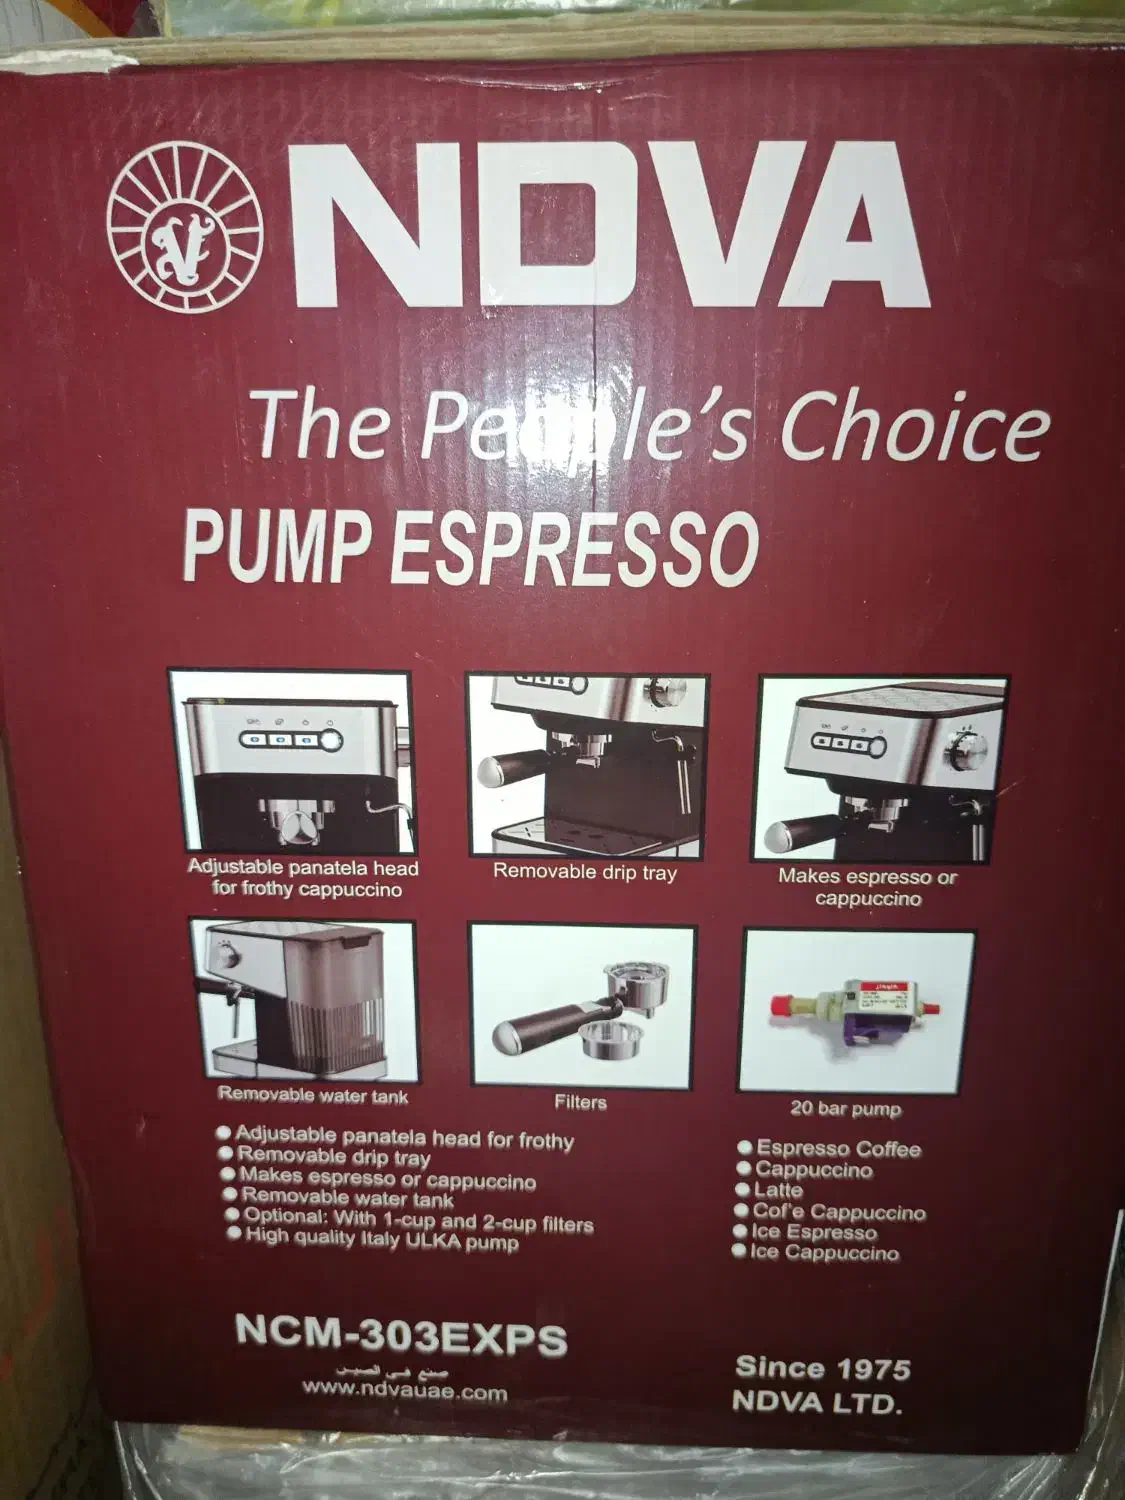 NDVA
The People's Choice
PUMP ESPRESSO
Adjustable panatela head
for frothy cappuccino
Removable drip tray
Makes espresso or
cappuccino
Removable water tank
Filters
jinqin
20 bar pump
Adjustable panatela head for frothy
Removable drip tray
Makes espresso or cappuccino
Removable water tank
Optional: With 1-cup and 2-cup filters
High quality Italy ULKA pump
Espresso Coffee
Cappuccino
Latte
Cof'e Cappuccino
Ice Espresso
Ice Cappuccino
NCM-303EXPS
صنع في الصين
www.ndvauae.com
Since 1975
NDVA LTD.